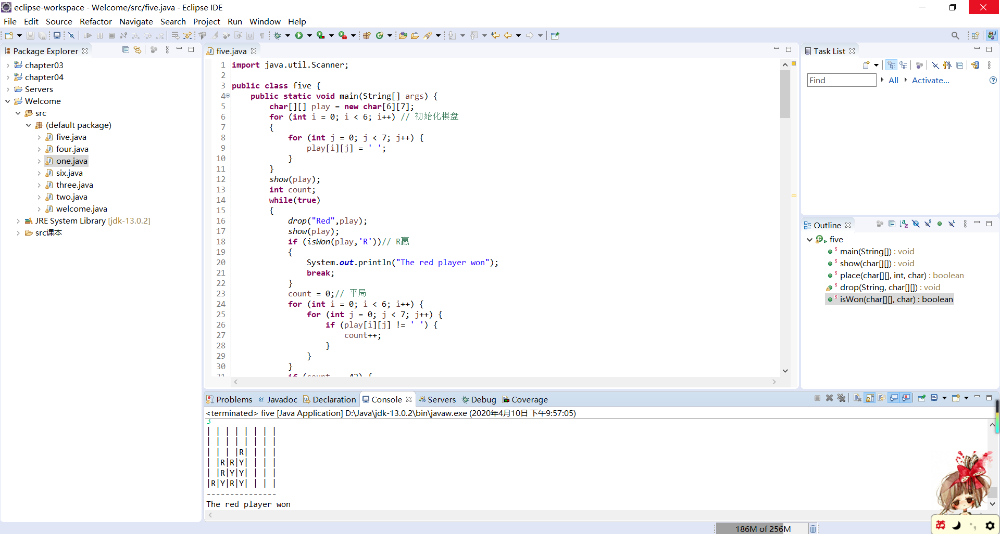 eclipse-workspace - Welcome/src/five.java - Eclipse IDE
File Edit Source Refactor Navigate Search Project Run Window Help
Package Explorer
chapter03
chapter04
Servers
Welcome
src
(default package)
five.java
four.java
one.java
six.java
three.java
two.java
welcome.java
JRE System Library [jdk-13.0.2]
src课本
five.java
1 import java.util.Scanner;
2
3 public class five {
4 public static void main(String[] args) {
5 char[][] play = new char[6][7];
6 for (int i = 0; i < 6; i++) // 初始化棋盘
7 {
8 for (int j = 0; j < 7; j++) {
9 play[i][j] = ' ';
10 }
11 }
12 show(play);
13 int count;
14 while(true)
15 {
16 drop("Red",play);
17 show(play);
18 if (isWon(play,'R'))// R赢
19 {
20 System.out.println("The red player won");
21 break;
22 }
23 count = 0;// 平局
24 for (int i = 0; i < 6; i++) {
25 for (int j = 0; j < 7; j++) {
26 if (play[i][j] != ' ') {
27 count++;
28 }
29 }
30 }
Task List
Find All Activate...
Outline
five
main(String[]) : void
show(char[][]) : void
place(char[][], int, char) : boolean
drop(String, char[][]) : void
isWon(char[][], char) : boolean
Problems Javadoc Declaration Console Servers Debug Coverage
<terminated> five [Java Application] D:\Java\jdk-13.0.2\bin\javaw.exe (2020年4月10日 下午9:57:05)
3
| | | | | | | |
| | | | | | | |
| | | |R| | | |
| |R|R|Y| | | |
| |R|Y|Y| | | |
|R|Y|R|Y| | | |
---------------
The red player won
186M of 256M
英